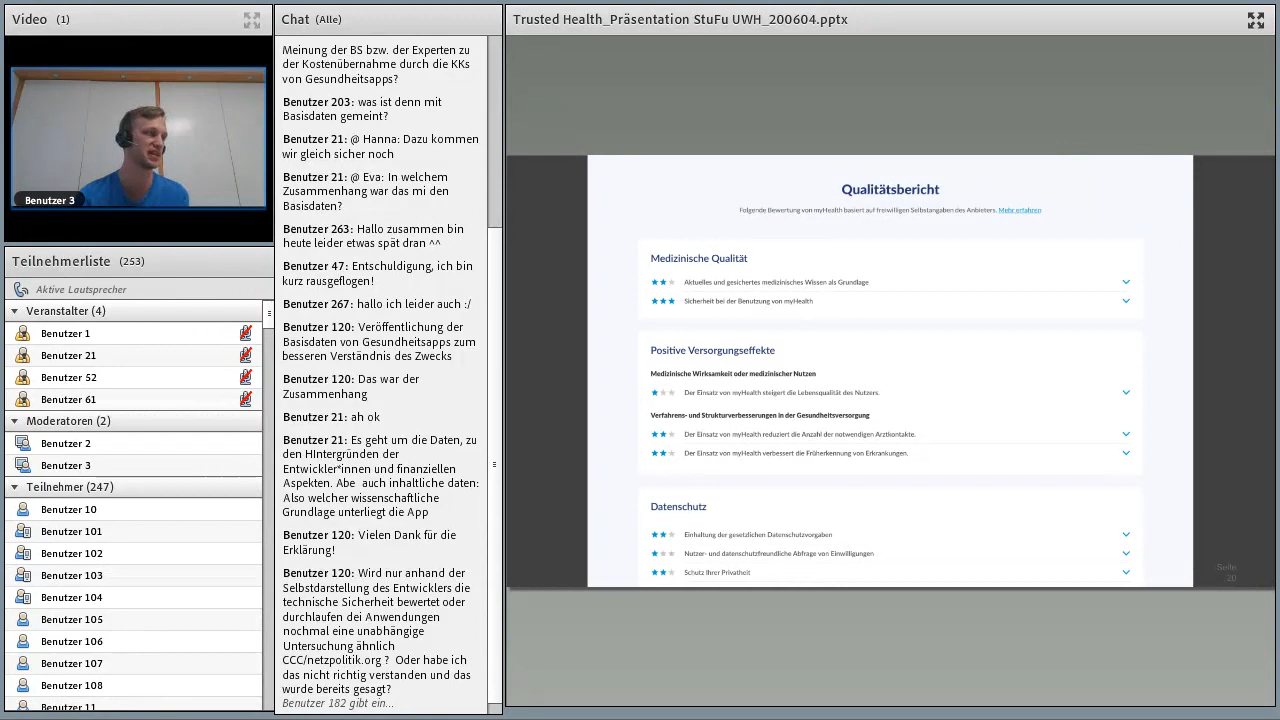 Video (1)
Benutzer 3
Teilnehmerliste (253)
Aktive Lautsprecher
Veranstalter (4)
Benutzer 1
Benutzer 21
Benutzer 52
Benutzer 61
Moderatoren (2)
Benutzer 2
Benutzer 3
Teilnehmer (247)
Benutzer 10
Benutzer 101
Benutzer 102
Benutzer 103
Benutzer 104
Benutzer 105
Benutzer 106
Benutzer 107
Benutzer 108
Benutzer 11
Chat (Alle)
Meinung der BS bzw. der Experten zu
der Kostenübernahme durch die KKs
von Gesundheitsapps?
Benutzer 203: was ist denn mit
Basisdaten gemeint?
Benutzer 21: @ Hanna: Dazu kommen
wir gleich sicher noch
Benutzer 21: @ Eva: In welchem
Zusammenhang war das mi den
Basisdaten?
Benutzer 263: Hallo zusammen bin
heute leider etwas spät dran ^^
Benutzer 47: Entschuldigung, ich bin
kurz rausgeflogen!
Benutzer 267: hallo ich leider auch :/
Benutzer 120: Veröffentlichung der
Basidaten von Gesundheitsapps zum
besseren Verständnis des Zwecks
Benutzer 120: Das war der
Zusammenhang
Benutzer 21: ah ok
Benutzer 21: Es geht um die Daten, zu
den HIntergründen der
Entwickler*innen und finanziellen
Aspekten. Abe  auch inhaltliche daten:
Also welcher wissenschaftliche
Grundlage unterliegt die App
Benutzer 120: Vielen Dank für die
Erklärung!
Benutzer 120: Wird nur anhand der
Selbstdarstellung des Entwicklers die
technische Sicherheit bewertet oder
durchlaufen dei Anwendungen
nochmal eine unabhängige
Untersuchung ähnlich
CCC/netzpolitik.org ?  Oder habe ich
das nicht richtig verstanden und das
wurde bereits gesagt?
Benutzer 182 gibt ein...
Trusted Health_Präsentation StuFu UWH_200604.pptx
Qualitätsbericht
Folgende Bewertung von myHealth basiert auf freiwilligen Selbstangaben des Anbieters. Mehr erfahren
Medizinische Qualität
Aktuelles und gesichertes medizinisches Wissen als Grundlage
Sicherheit bei der Benutzung von myHealth
Positive Versorgungseffekte
Medizinische Wirksamkeit oder medizinischer Nutzen
Der Einsatz von myHealth steigert die Lebensqualität des Nutzers.
Verfahrens- und Strukturverbesserungen in der Gesundheitsversorgung
Der Einsatz von myHealth reduziert die Anzahl der notwendigen Arztkontakte.
Der Einsatz von myHealth verbessert die Früherkennung von Erkrankungen.
Datenschutz
Einhaltung der gesetzlichen Datenschutzvorgaben
Nutzer- und datenschutzfreundliche Abfrage von Einwilligungen
Schutz Ihrer Privatheit
Seite
20